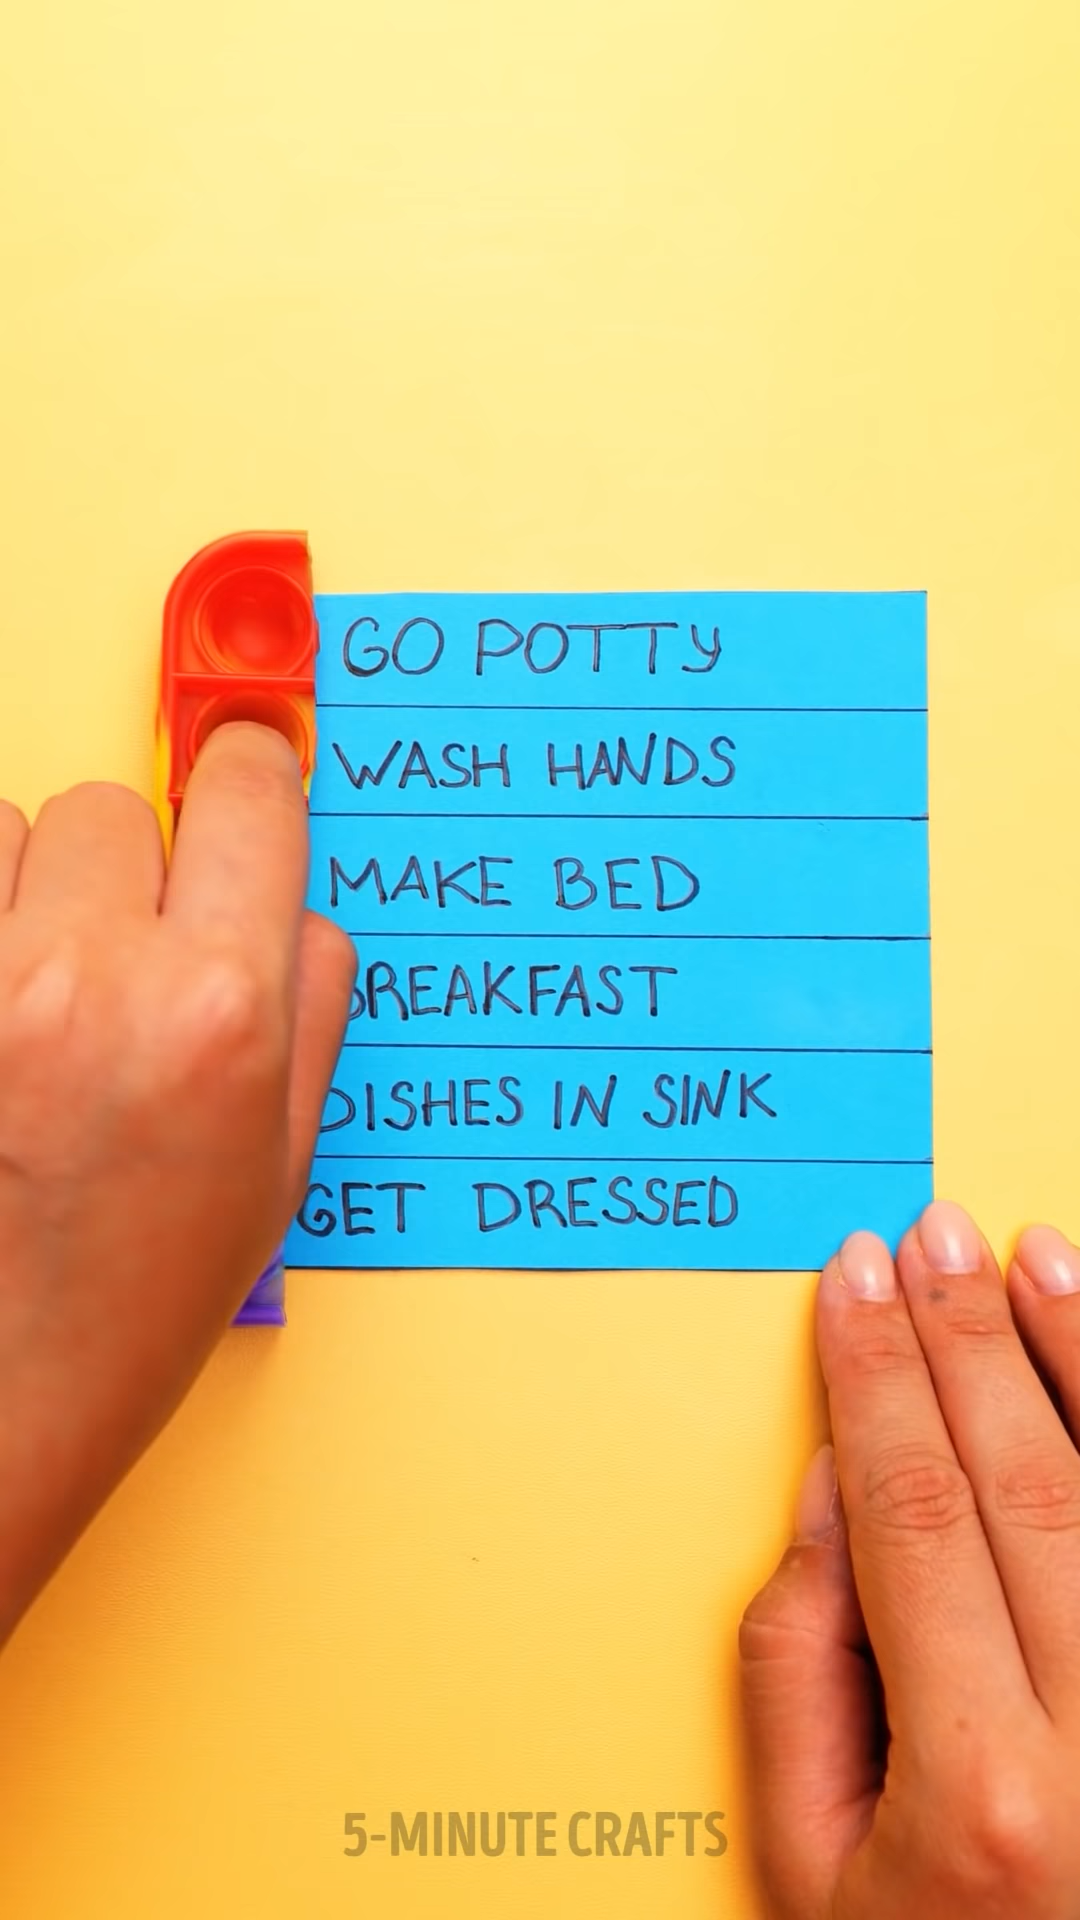 GO POTTY
WASH HANDS
MAKE BED
BREAKFAST
DISHES IN SINK
GET DRESSED
5-MINUTE CRAFTS